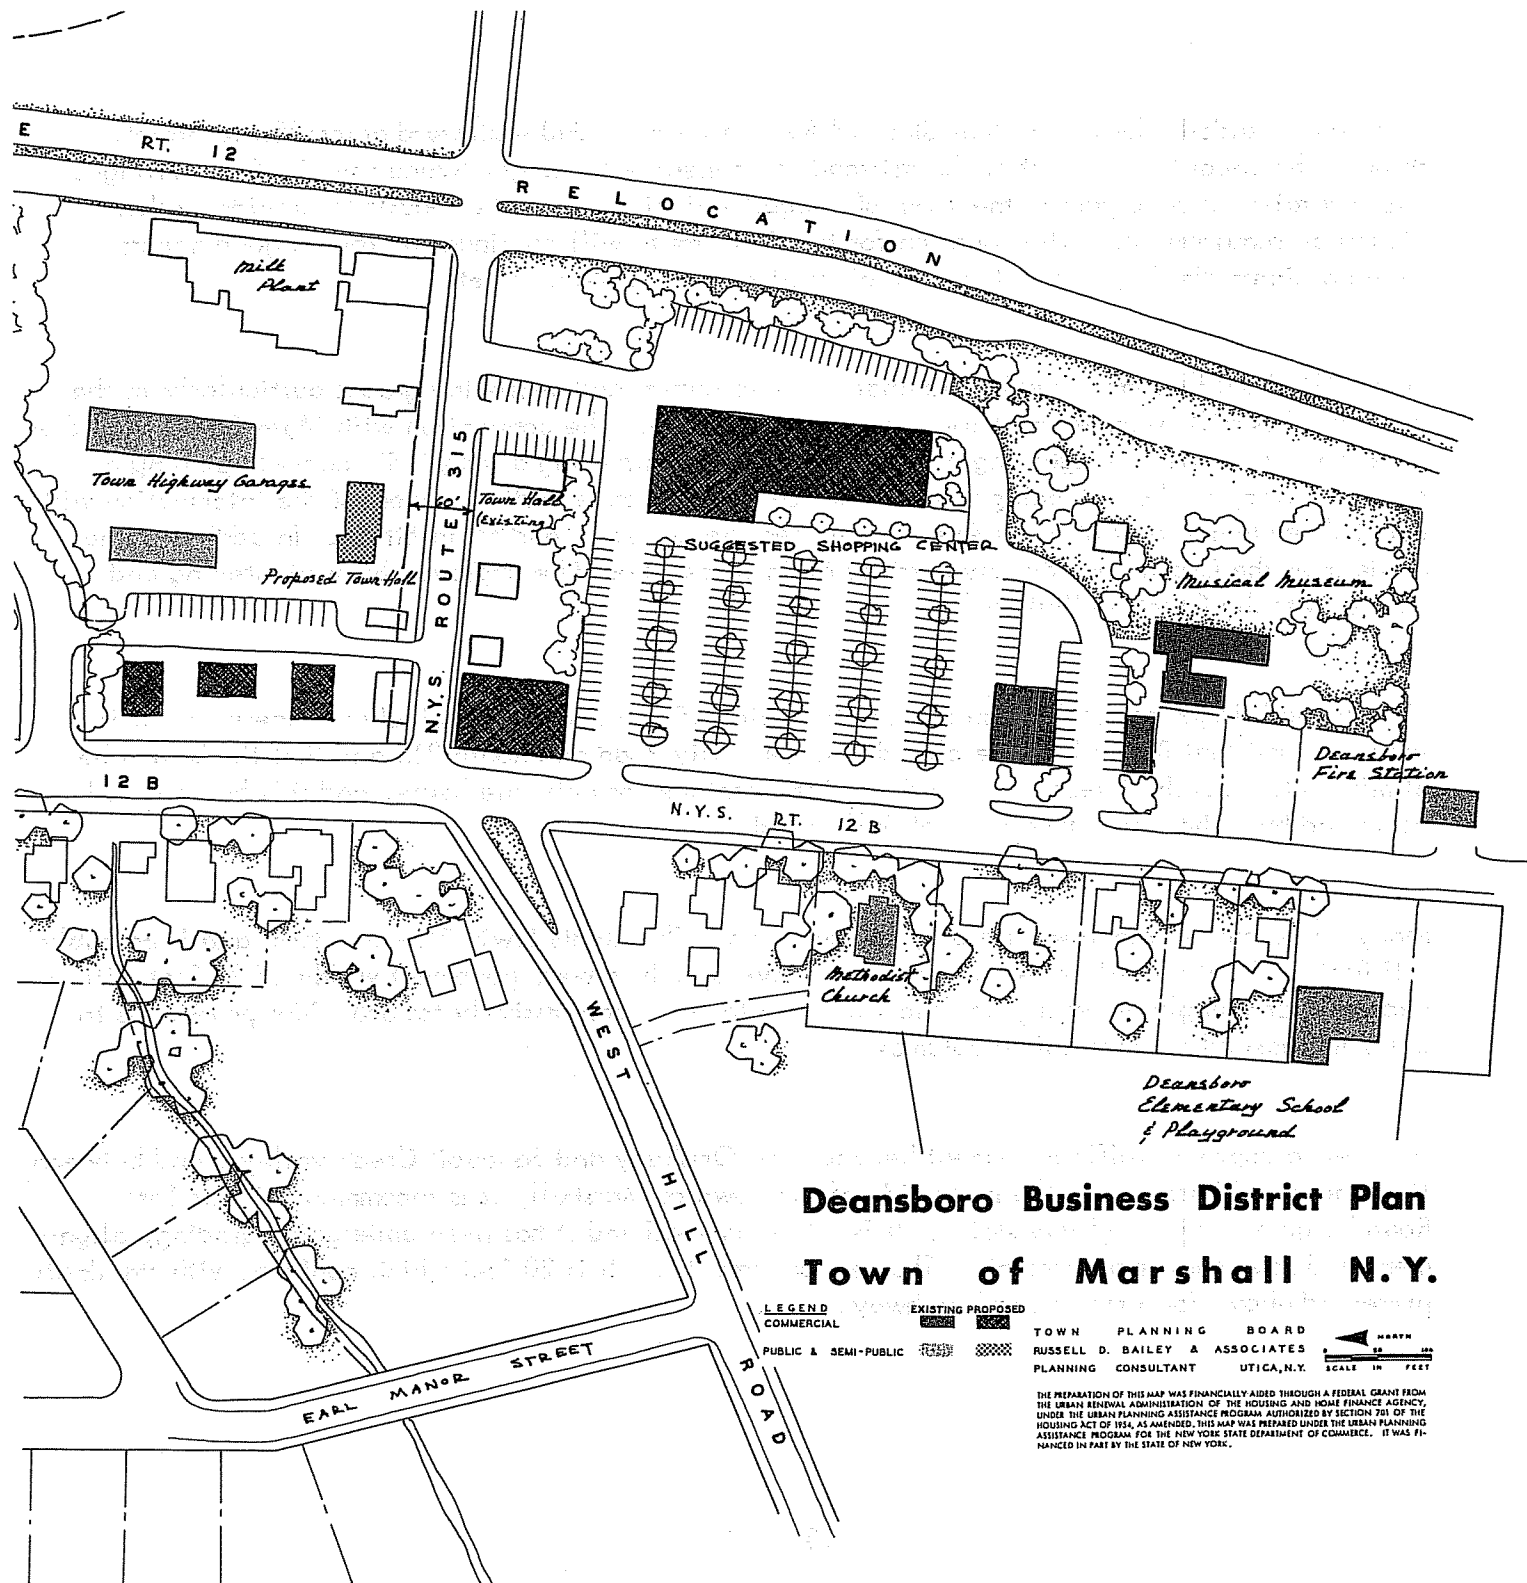 E RT. 12
RELOCATION
Milk
Plant
Town Highway Garages
60'
Town Hall
(Existing)
N.Y.S. ROUTE 315
Proposed Town Hall
SUGGESTED SHOPPING CENTER
Musical Museum
Deansboro
Fire Station
12 B
N.Y.S. RT. 12 B
Methodist
Church
WEST HILL ROAD
Deansboro
Elementary School
& Playground
EARL MANOR STREET
Deansboro Business District Plan
Town of Marshall N.Y.
LEGEND EXISTING PROPOSED
COMMERCIAL
PUBLIC & SEMI-PUBLIC
TOWN PLANNING BOARD
RUSSELL D. BAILEY & ASSOCIATES
PLANNING CONSULTANT UTICA, N.Y.
NORTH
0 50 100
SCALE IN FEET
THE PREPARATION OF THIS MAP WAS FINANCIALLY AIDED THROUGH A FEDERAL GRANT FROM
THE URBAN RENEWAL ADMINISTRATION OF THE HOUSING AND HOME FINANCE AGENCY,
UNDER THE URBAN PLANNING ASSISTANCE PROGRAM AUTHORIZED BY SECTION 701 OF THE
HOUSING ACT OF 1954, AS AMENDED. THIS MAP WAS PREPARED UNDER THE URBAN PLANNING
ASSISTANCE PROGRAM FOR THE NEW YORK STATE DEPARTMENT OF COMMERCE. IT WAS FI-
NANCED IN PART BY THE STATE OF NEW YORK.